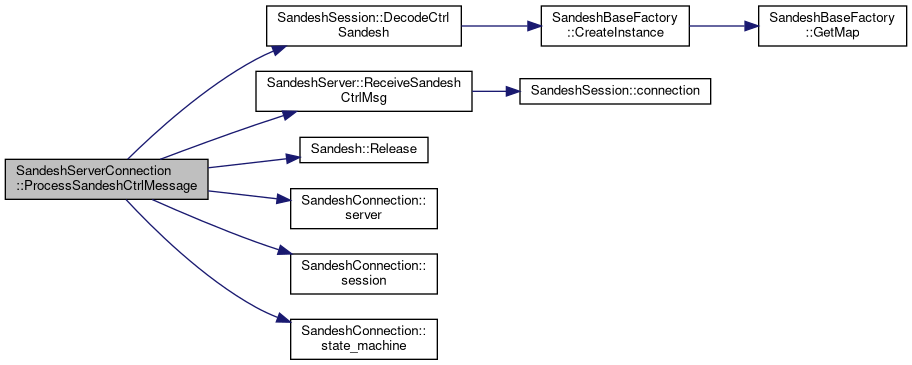 SandeshSession::DecodeCtrl
Sandesh
SandeshBaseFactory
::CreateInstance
SandeshBaseFactory
::GetMap
SandeshServer::ReceiveSandesh
CtrlMsg
SandeshSession::connection
Sandesh::Release
SandeshServerConnection
::ProcessSandeshCtrlMessage
SandeshConnection::
server
SandeshConnection::
session
SandeshConnection::
state_machine